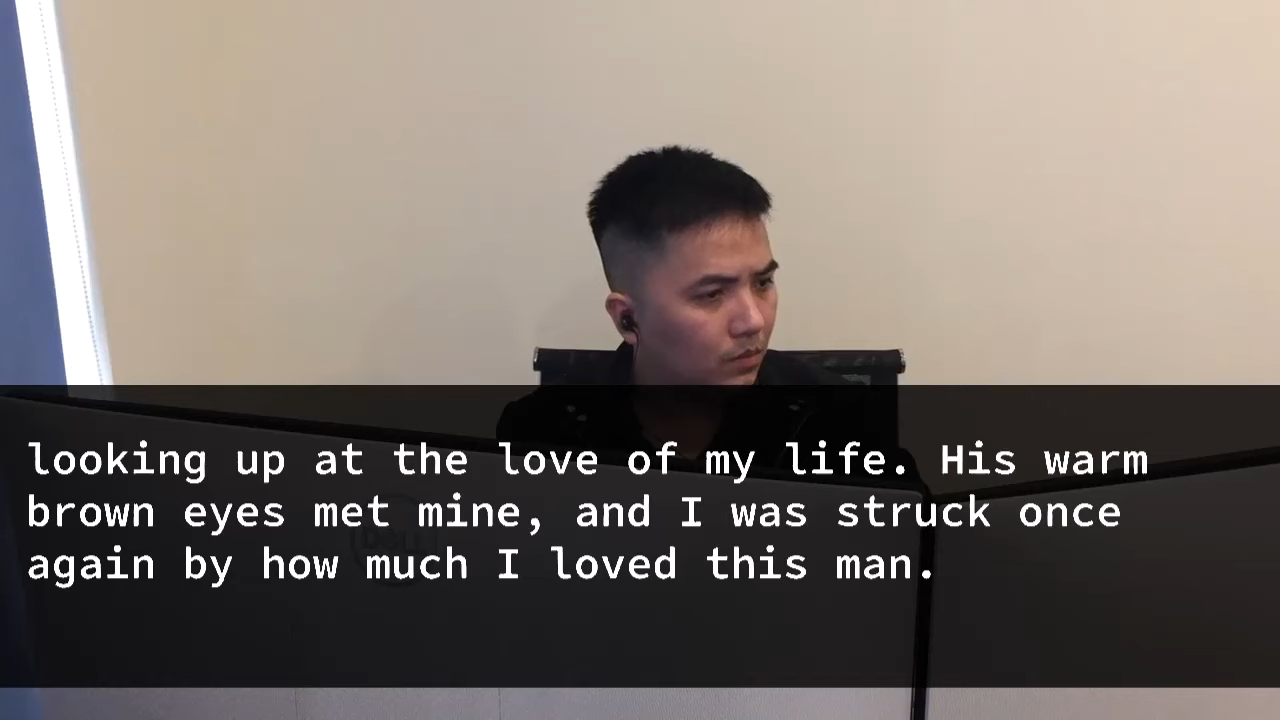 looking up at the love of my life. His warm
brown eyes met mine, and I was struck once
again by how much I loved this man.
DELL